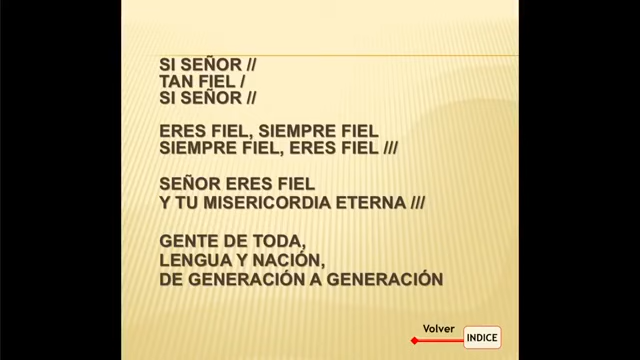 SI SEÑOR //
TAN FIEL /
SI SEÑOR //
ERES FIEL, SIEMPRE FIEL
SIEMPRE FIEL, ERES FIEL ///
SEÑOR ERES FIEL
Y TU MISERICORDIA ETERNA ///
GENTE DE TODA,
LENGUA Y NACIÓN,
DE GENERACIÓN A GENERACIÓN
Volver
INDICE